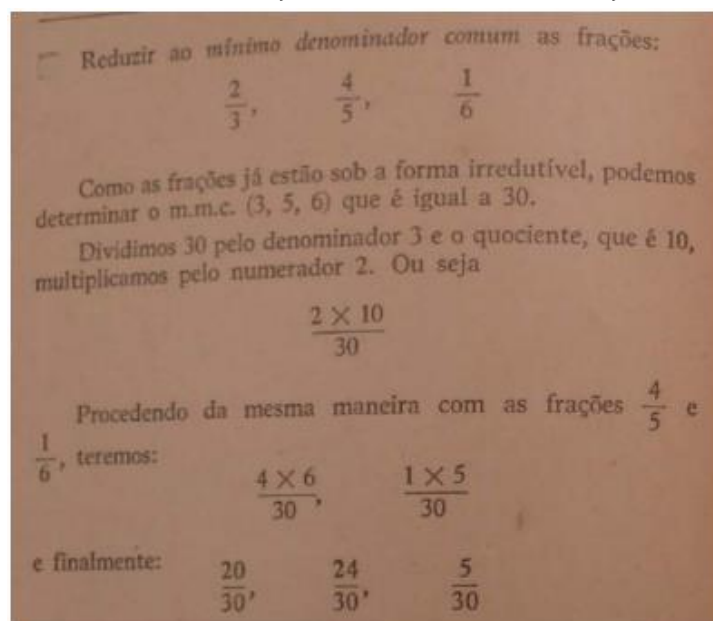 Reduzir ao mínimo denominador comum as frações:
2/3, 4/5, 1/6
Como as frações já estão sob a forma irredutível, podemos
determinar o m.m.c. (3, 5, 6) que é igual a 30.
Dividimos 30 pelo denominador 3 e o quociente, que é 10,
multiplicamos pelo numerador 2. Ou seja
2 × 10/30
Procedendo da mesma maneira com as frações 4/5 e
1/6, teremos:
4 × 6/30, 1 × 5/30
e finalmente: 20/30, 24/30, 5/30